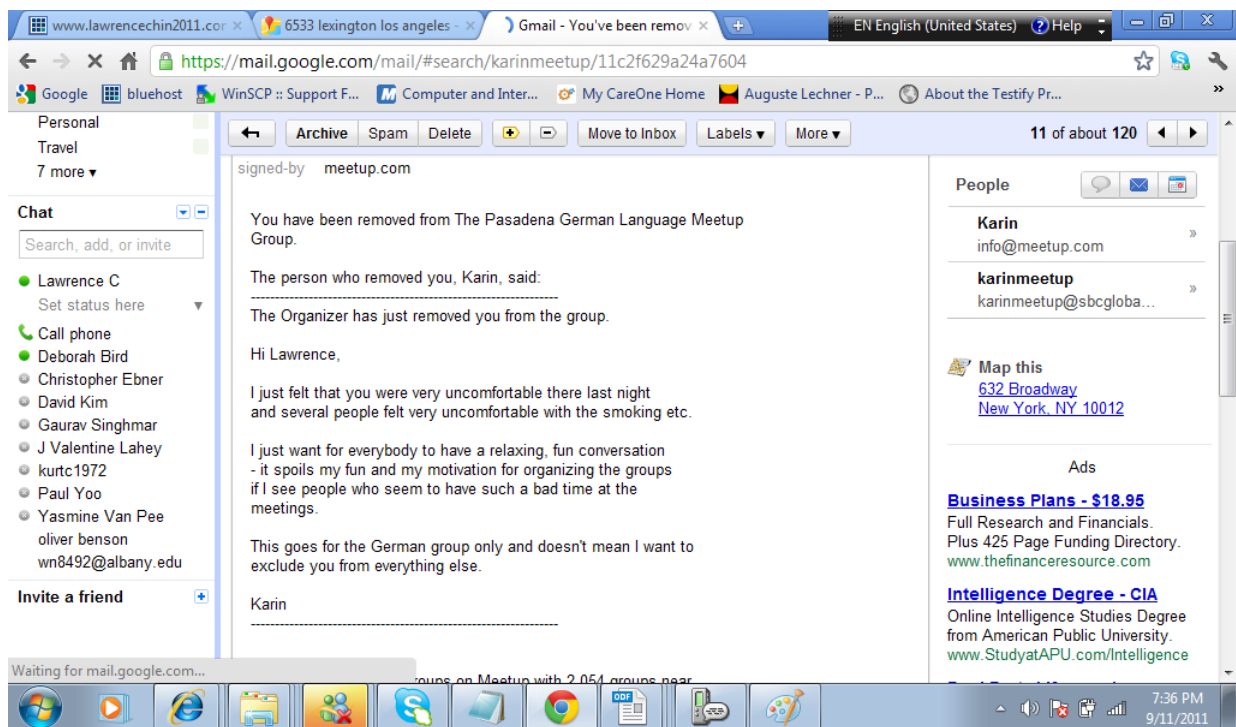 www.lawrencechin2011.cor
6533 lexington los angeles -
Gmail - You've been remov
EN English (United States) Help
https://mail.google.com/mail/#search/karinmeetup/11c2f629a24a7604
Google bluehost WinSCP :: Support F... Computer and Inter... My CareOne Home Auguste Lechner - P... About the Testify Pr... »
Personal
Travel
7 more ▾
Chat
Search, add, or invite
Lawrence C
Set status here
Call phone
Deborah Bird
Christopher Ebner
David Kim
Gaurav Singhmar
J Valentine Lahey
kurtc1972
Paul Yoo
Yasmine Van Pee
oliver benson
wn8492@albany.edu
Invite a friend
Archive Spam Delete Move to Inbox Labels ▾ More ▾ 11 of about 120
signed-by meetup.com
You have been removed from The Pasadena German Language Meetup
Group.
The person who removed you, Karin, said:
----------------------------------------------------------------
The Organizer has just removed you from the group.
Hi Lawrence,
I just felt that you were very uncomfortable there last night
and several people felt very uncomfortable with the smoking etc.
I just want for everybody to have a relaxing, fun conversation
- it spoils my fun and my motivation for organizing the groups
if I see people who seem to have such a bad time at the
meetings.
This goes for the German group only and doesn't mean I want to
exclude you from everything else.
Karin
----------------------------------------------------------------
roups on Meetup with 2,054 groups near
People
Karin »
info@meetup.com
karinmeetup »
karinmeetup@sbcgloba...
Map this
632 Broadway
New York, NY 10012
Ads
Business Plans - $18.95
Full Research and Financials.
Plus 425 Page Funding Directory.
www.thefinanceresource.com
Intelligence Degree - CIA
Online Intelligence Studies Degree
from American Public University.
www.StudyatAPU.com/Intelligence
Waiting for mail.google.com...
ODF
7:36 PM
9/11/2011